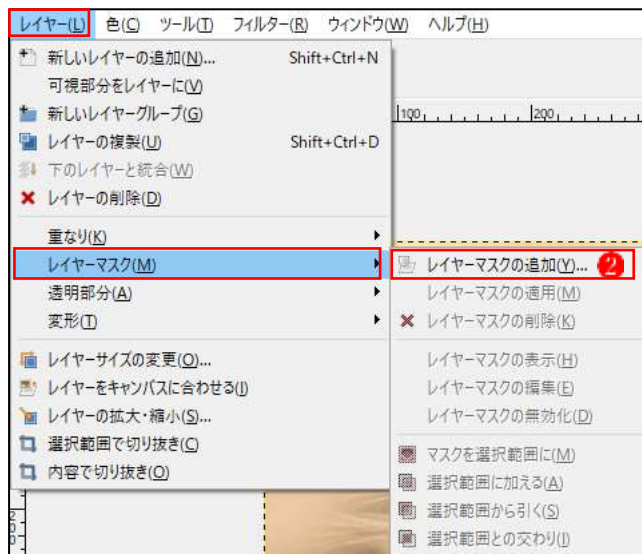 レイヤー(L) 色(C) ツール(T) フィルター(R) ウィンドウ(W) ヘルプ(H)
新しいレイヤーの追加(N)... Shift+Ctrl+N
可視部分をレイヤーに(V)
新しいレイヤーグループ(G)
レイヤーの複製(U) Shift+Ctrl+D
下のレイヤーと統合(W)
レイヤーの削除(D)
100 200
重なり(K)
レイヤーマスク(M)
透明部分(A)
変形(T)
レイヤーサイズの変更(O)...
レイヤーをキャンバスに合わせる(I)
レイヤーの拡大・縮小(S)...
選択範囲で切り抜き(C)
内容で切り抜き(O)
レイヤーマスクの追加(Y)... 2
レイヤーマスクの適用(M)
レイヤーマスクの削除(K)
レイヤーマスクの表示(H)
レイヤーマスクの編集(E)
レイヤーマスクの無効化(D)
マスクを選択範囲に(M)
選択範囲に加える(A)
選択範囲から引く(S)
選択範囲との交わり(I)